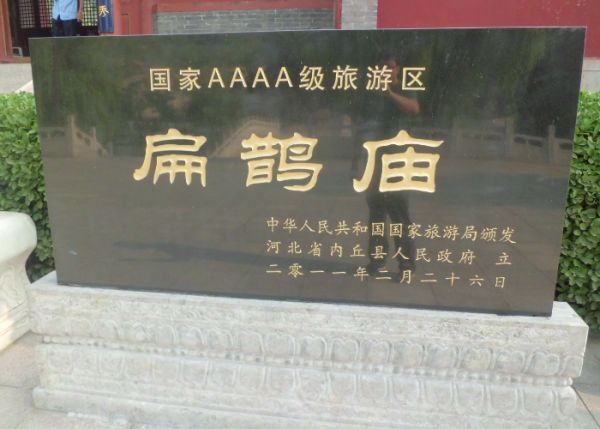 国家AAAA级旅游区
扁鹊庙
中华人民共和国国家旅游局颁发
河北省内丘县人民政府 立
二零一一年二月二十六日